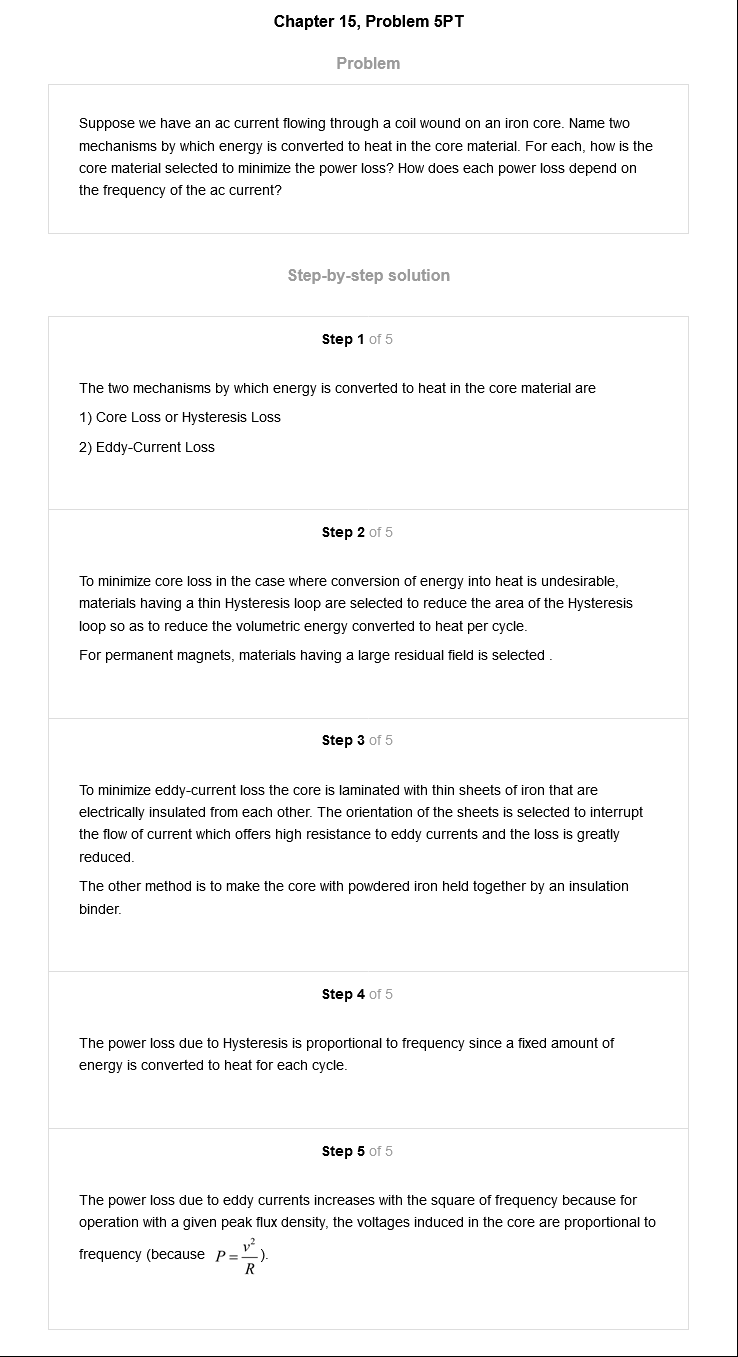 Chapter 15, Problem 5PT
Problem
Suppose we have an ac current flowing through a coil wound on an iron core. Name two
mechanisms by which energy is converted to heat in the core material. For each, how is the
core material selected to minimize the power loss? How does each power loss depend on
the frequency of the ac current?
Step-by-step solution
Step 1 of 5
The two mechanisms by which energy is converted to heat in the core material are
1) Core Loss or Hysteresis Loss
2) Eddy-Current Loss
Step 2 of 5
To minimize core loss in the case where conversion of energy into heat is undesirable,
materials having a thin Hysteresis loop are selected to reduce the area of the Hysteresis
loop so as to reduce the volumetric energy converted to heat per cycle.
For permanent magnets, materials having a large residual field is selected .
Step 3 of 5
To minimize eddy-current loss the core is laminated with thin sheets of iron that are
electrically insulated from each other. The orientation of the sheets is selected to interrupt
the flow of current which offers high resistance to eddy currents and the loss is greatly
reduced.
The other method is to make the core with powdered iron held together by an insulation
binder.
Step 4 of 5
The power loss due to Hysteresis is proportional to frequency since a fixed amount of
energy is converted to heat for each cycle.
Step 5 of 5
The power loss due to eddy currents increases with the square of frequency because for
operation with a given peak flux density, the voltages induced in the core are proportional to
frequency (because P = v²/R ).